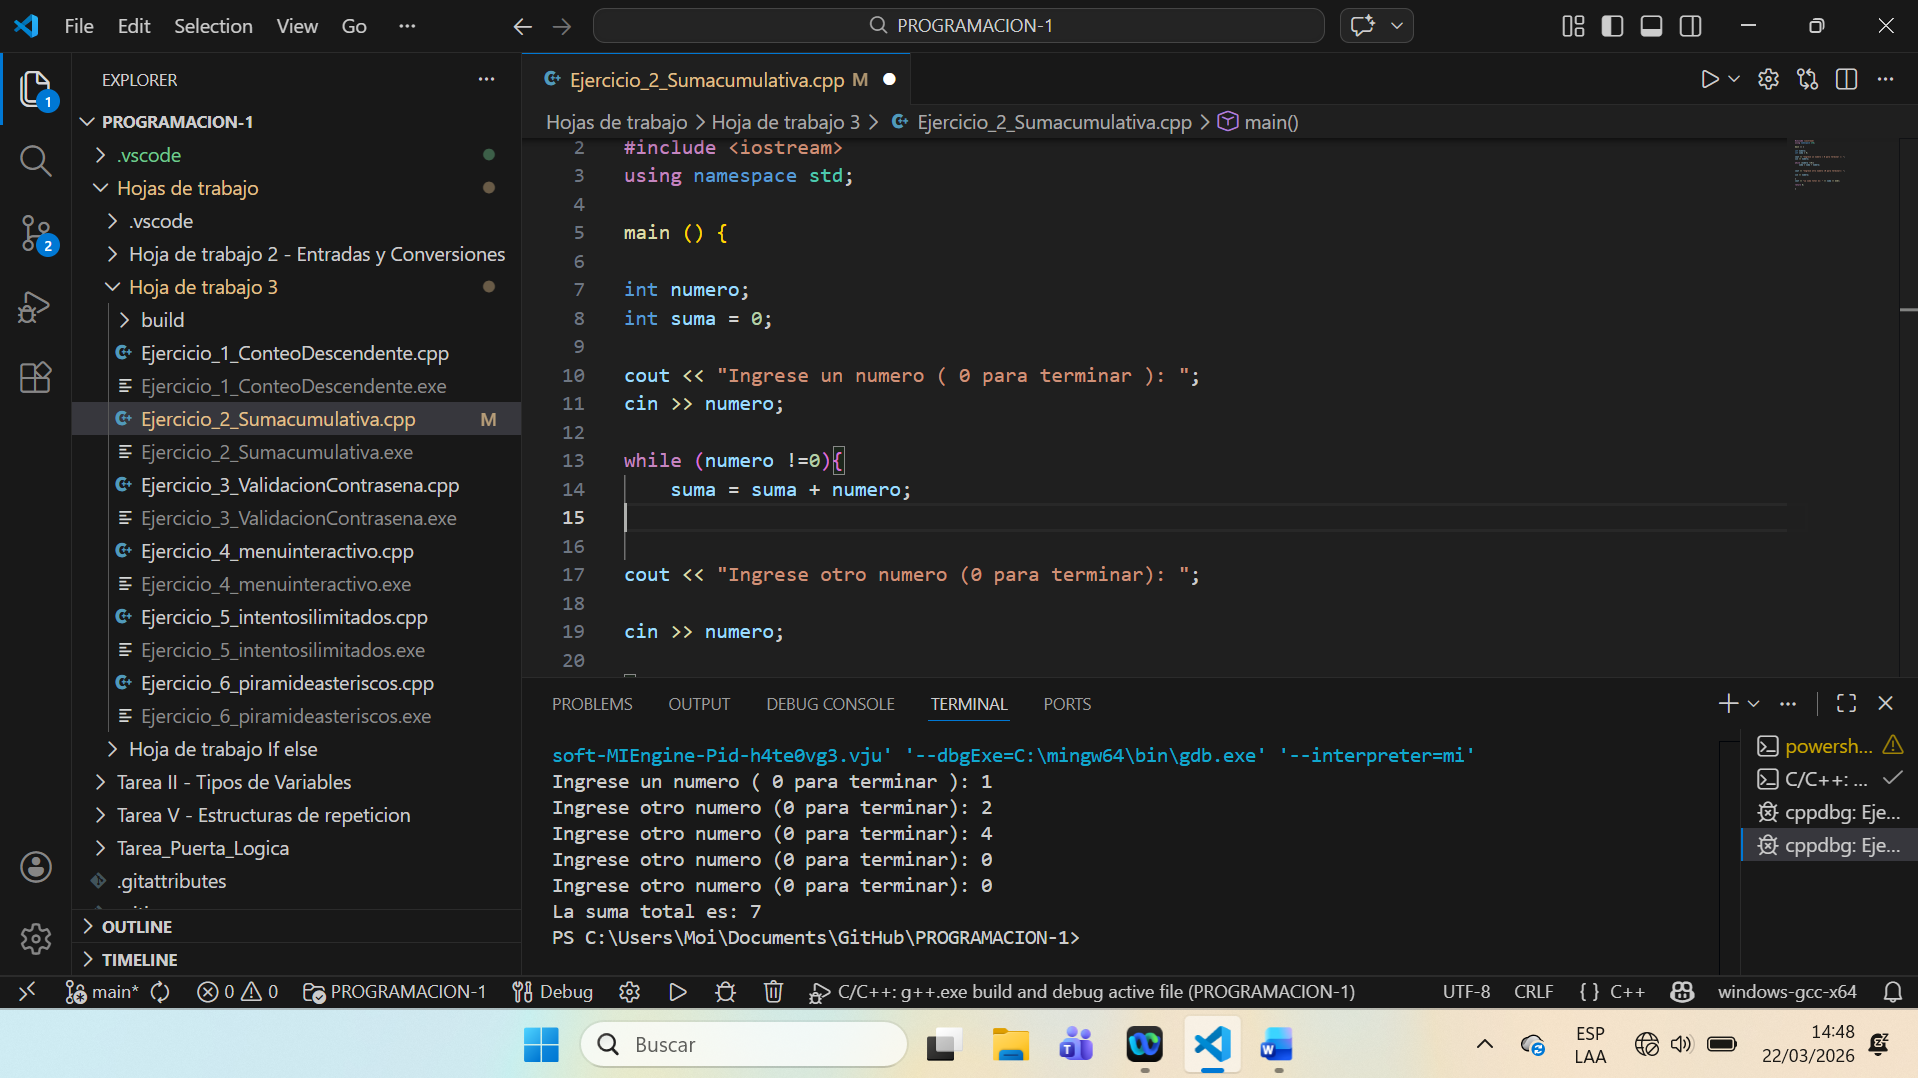 File Edit Selection View Go ···
PROGRAMACION-1
EXPLORER
PROGRAMACION-1
.vscode
Hojas de trabajo
.vscode
Hoja de trabajo 2 - Entradas y Conversiones
Hoja de trabajo 3
build
Ejercicio_1_ConteoDescendente.cpp
Ejercicio_1_ConteoDescendente.exe
Ejercicio_2_Sumacumulativa.cpp M
Ejercicio_2_Sumacumulativa.exe
Ejercicio_3_ValidacionContrasena.cpp
Ejercicio_3_ValidacionContrasena.exe
Ejercicio_4_menuinteractivo.cpp
Ejercicio_4_menuinteractivo.exe
Ejercicio_5_intentosilimitados.cpp
Ejercicio_5_intentosilimitados.exe
Ejercicio_6_piramideasteriscos.cpp
Ejercicio_6_piramideasteriscos.exe
Hoja de trabajo If else
Tarea II - Tipos de Variables
Tarea V - Estructuras de repeticion
Tarea_Puerta_Logica
.gitattributes
OUTLINE
TIMELINE
1
2
Ejercicio_2_Sumacumulativa.cpp M
Hojas de trabajo > Hoja de trabajo 3 > Ejercicio_2_Sumacumulativa.cpp > main()
2 #include <iostream>
3 using namespace std;
4
5 main () {
6
7 int numero;
8 int suma = 0;
9
10 cout << "Ingrese un numero ( 0 para terminar ): ";
11 cin >> numero;
12
13 while (numero !=0){
14 suma = suma + numero;
15
16
17 cout << "Ingrese otro numero (0 para terminar): ";
18
19 cin >> numero;
20
PROBLEMS OUTPUT DEBUG CONSOLE TERMINAL PORTS
soft-MIEngine-Pid-h4te0vg3.vju' '--dbgExe=C:\mingw64\bin\gdb.exe' '--interpreter=mi'
Ingrese un numero ( 0 para terminar ): 1
Ingrese otro numero (0 para terminar): 2
Ingrese otro numero (0 para terminar): 4
Ingrese otro numero (0 para terminar): 0
Ingrese otro numero (0 para terminar): 0
La suma total es: 7
PS C:\Users\Moi\Documents\GitHub\PROGRAMACION-1>
powersh...
C/C++: ...
cppdbg: Eje...
cppdbg: Eje...
main* 0 0 PROGRAMACION-1 Debug C/C++: g++.exe build and debug active file (PROGRAMACION-1) UTF-8 CRLF { } C++ windows-gcc-x64
Buscar
ESP
LAA
14:48
22/03/2026